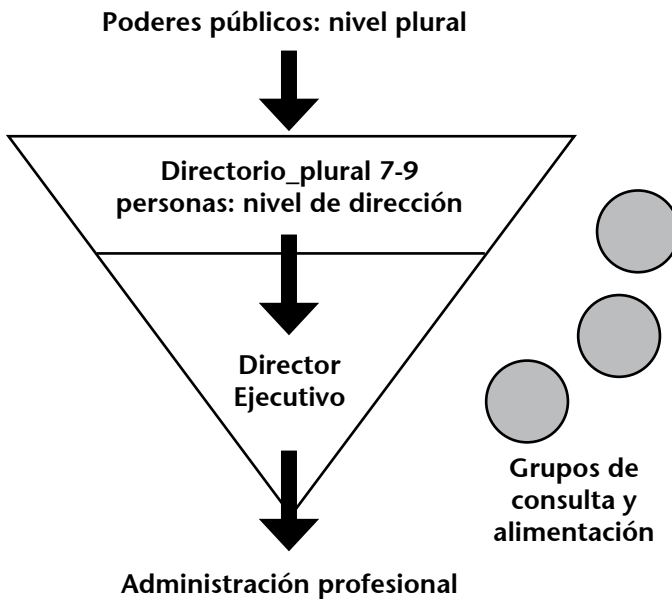 Poderes públicos: nivel plural
Directorio_plural 7-9
personas: nivel de dirección
Director
Ejecutivo
Grupos de
consulta y
alimentación
Administración profesional